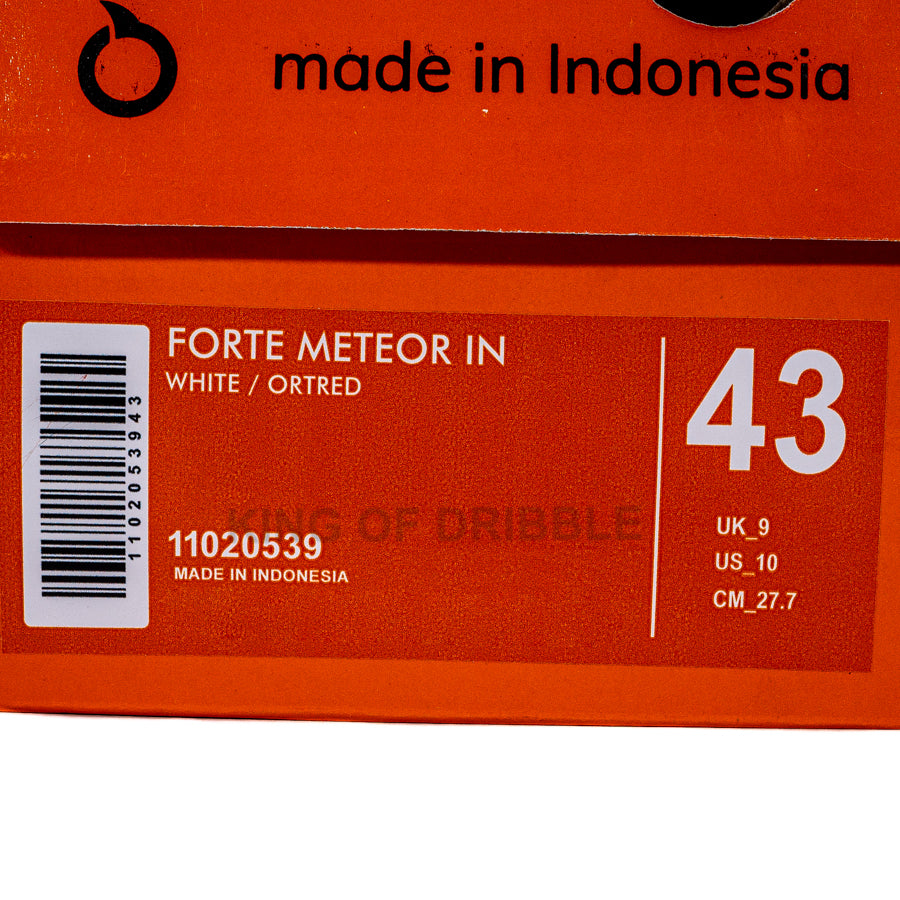 made in Indonesia
FORTE METEOR IN
WHITE / ORTRED
1102053943
KING OF DRIBBLE
11020539
MADE IN INDONESIA
43
UK_9
US_10
CM_27.7